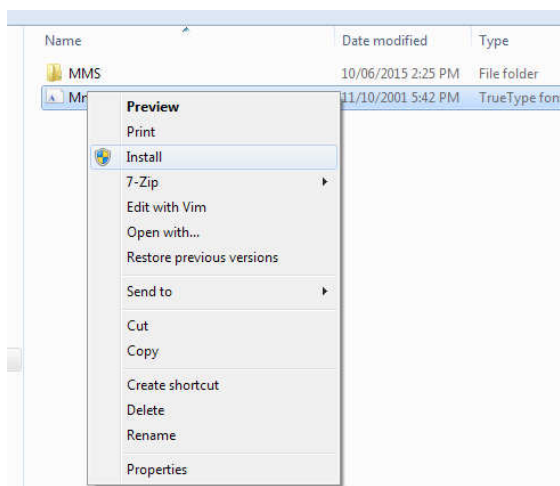 Name Date modified Type
MMS 10/06/2015 2:25 PM File folder
11/10/2001 5:42 PM TrueType fon
Preview
Print
Install
7-Zip
Edit with Vim
Open with...
Restore previous versions
Send to
Cut
Copy
Create shortcut
Delete
Rename
Properties